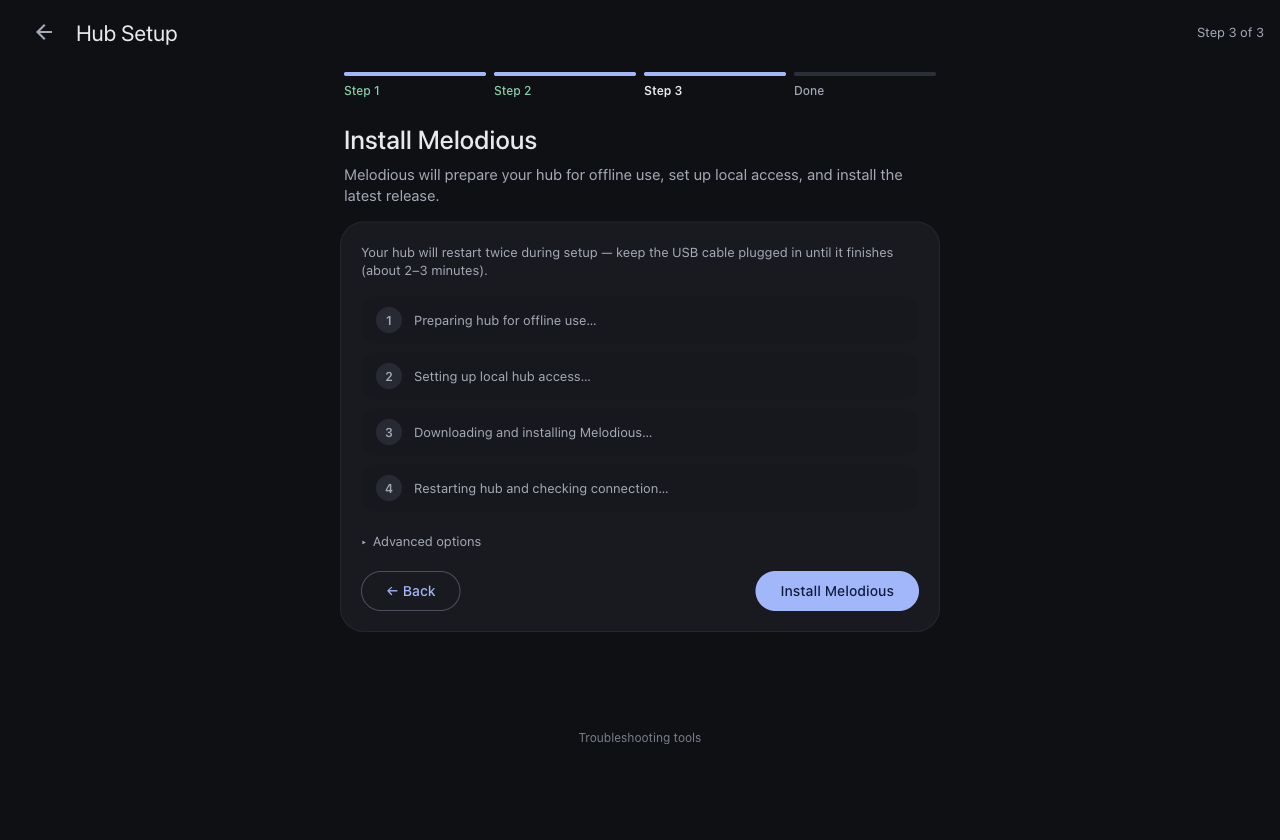 Hub Setup
Step 3 of 3
Step 1
Step 2
Step 3
Done
Install Melodious
Melodious will prepare your hub for offline use, set up local access, and install the
latest release.
Your hub will restart twice during setup — keep the USB cable plugged in until it finishes
(about 2–3 minutes).
1 Preparing hub for offline use…
2 Setting up local hub access…
3 Downloading and installing Melodious…
4 Restarting hub and checking connection…
▸ Advanced options
← Back
Install Melodious
Troubleshooting tools